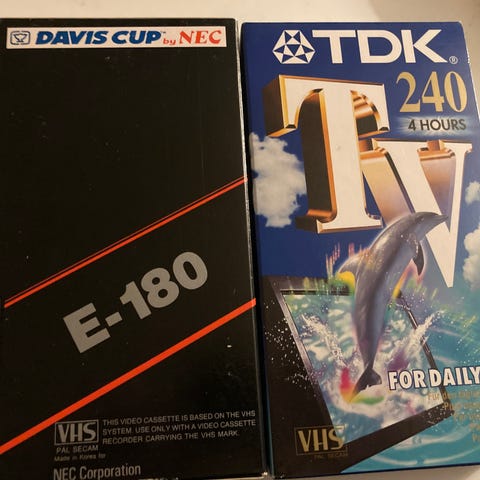 DAVIS CUP™ by NEC
E-180
VHS
PAL SECAM
Made in Korea for
NEC Corporation
THIS VIDEO CASSETTE IS BASED ON THE VHS
SYSTEM. USE ONLY WITH A VIDEO CASSETTE
RECORDER CARRYING THE VHS MARK.
TDK®
TV
240
4 HOURS
FOR DAILY
VHS
PAL SECAM